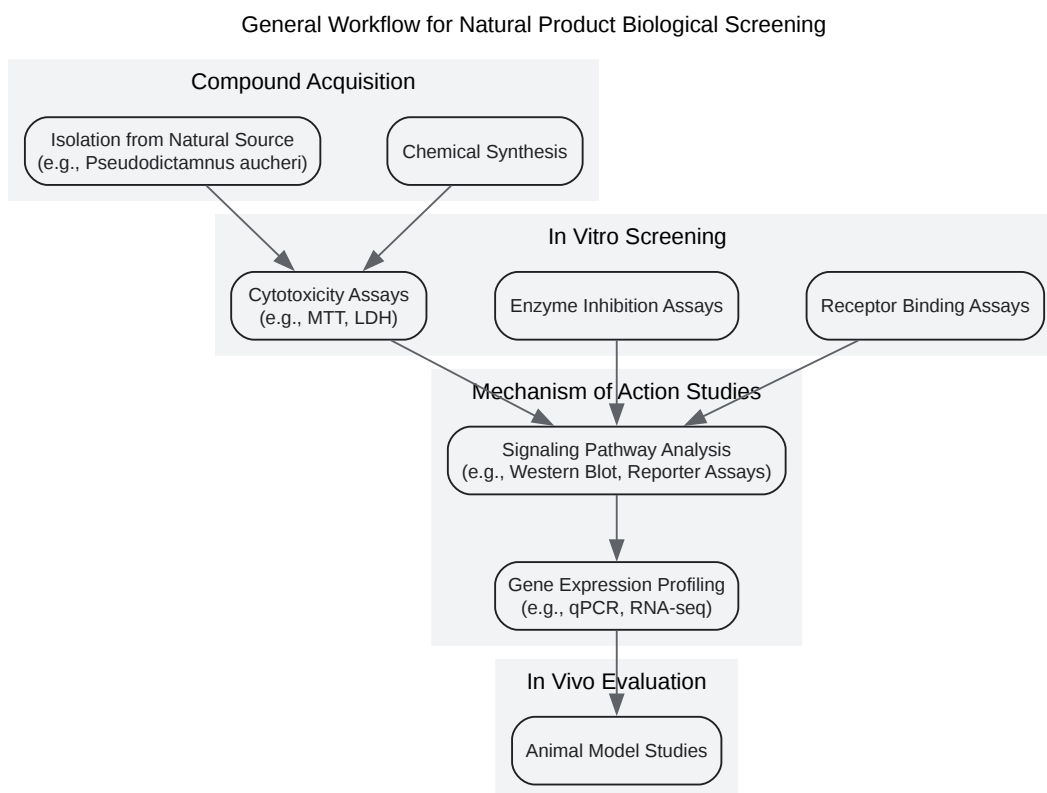 General Workflow for Natural Product Biological Screening
Compound Acquisition
Isolation from Natural Source
(e.g., Pseudodictamnus aucheri)
Chemical Synthesis
In Vitro Screening
Cytotoxicity Assays
(e.g., MTT, LDH)
Enzyme Inhibition Assays
Receptor Binding Assays
Mechanism of Action Studies
Signaling Pathway Analysis
(e.g., Western Blot, Reporter Assays)
Gene Expression Profiling
(e.g., qPCR, RNA-seq)
In Vivo Evaluation
Animal Model Studies